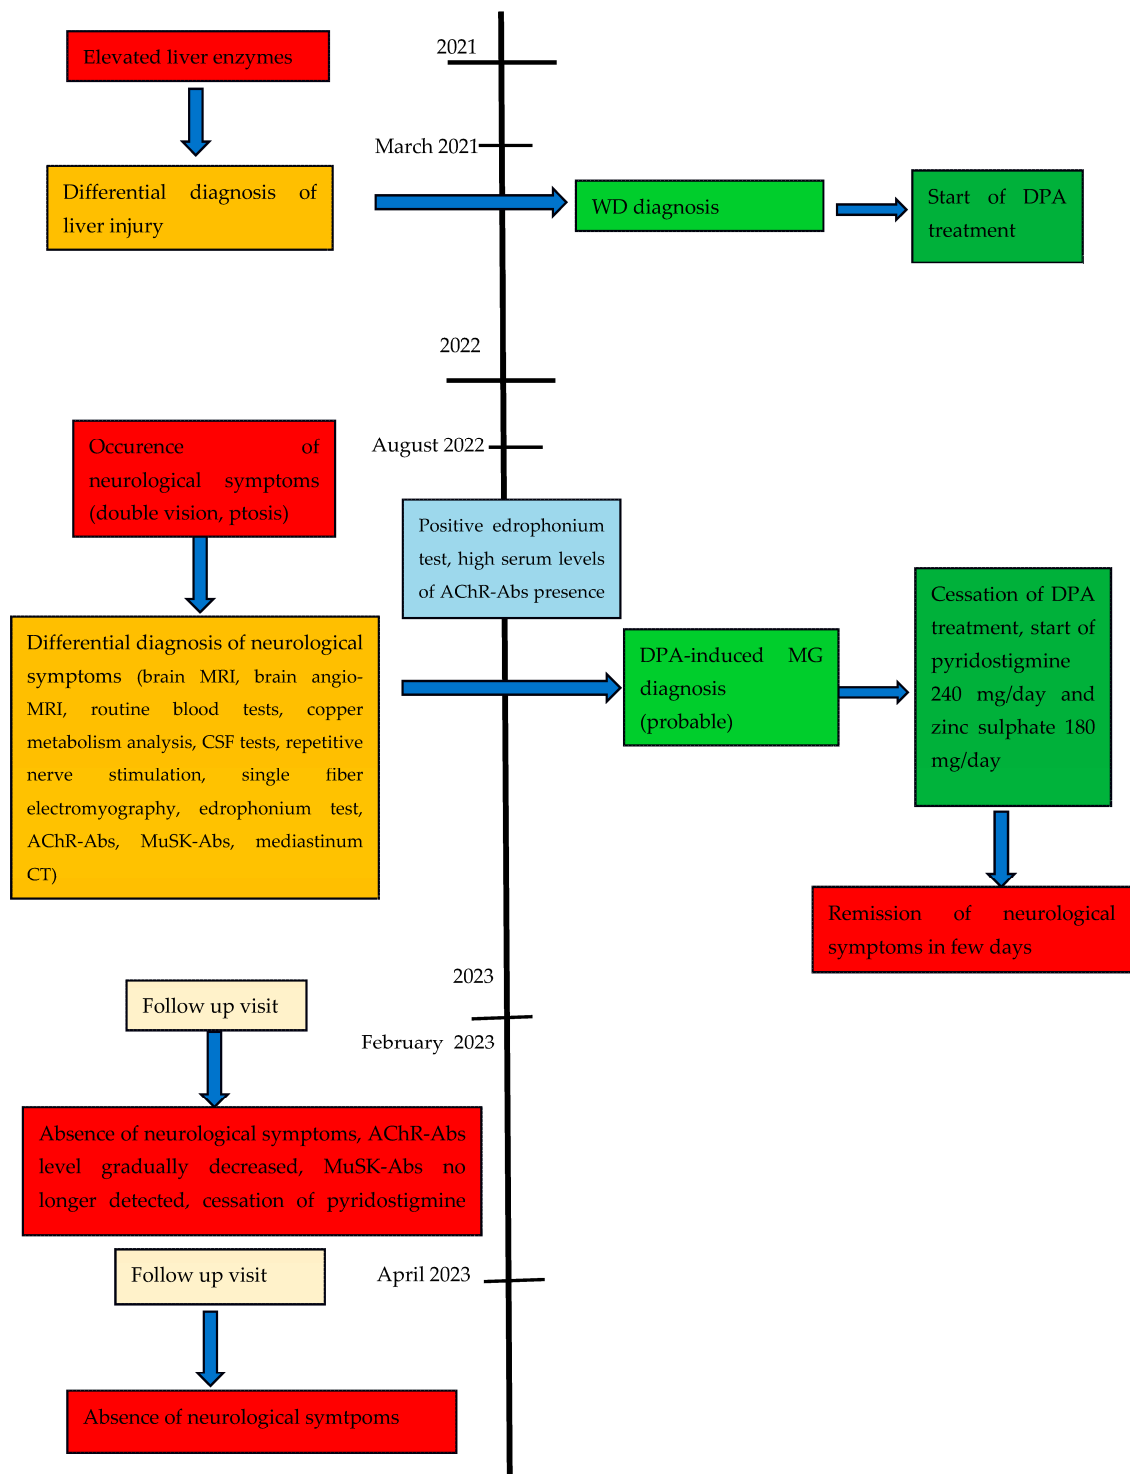 2021
Elevated liver enzymes
March 2021
Differential diagnosis of
liver injury
WD diagnosis
Start of DPA
treatment
2022
August 2022
Occurence of
neurological symptoms
(double vision, ptosis)
Positive edrophonium
test, high serum levels
of AChR-Abs presence
Differential diagnosis of neurological
symptoms (brain MRI, brain angio-
MRI, routine blood tests, copper
metabolism analysis, CSF tests, repetitive
nerve stimulation, single fiber
electromyography, edrophonium test,
AChR-Abs, MuSK-Abs, mediastinum
CT)
DPA-induced MG
diagnosis
(probable)
Cessation of DPA
treatment, start of
pyridostigmine
240 mg/day and
zinc sulphate 180
mg/day
Remission of neurological
symptoms in few days
2023
Follow up visit
February 2023
Absence of neurological symptoms, AChR-Abs
level gradually decreased, MuSK-Abs no
longer detected, cessation of pyridostigmine
Follow up visit
April 2023
Absence of neurological symtpoms